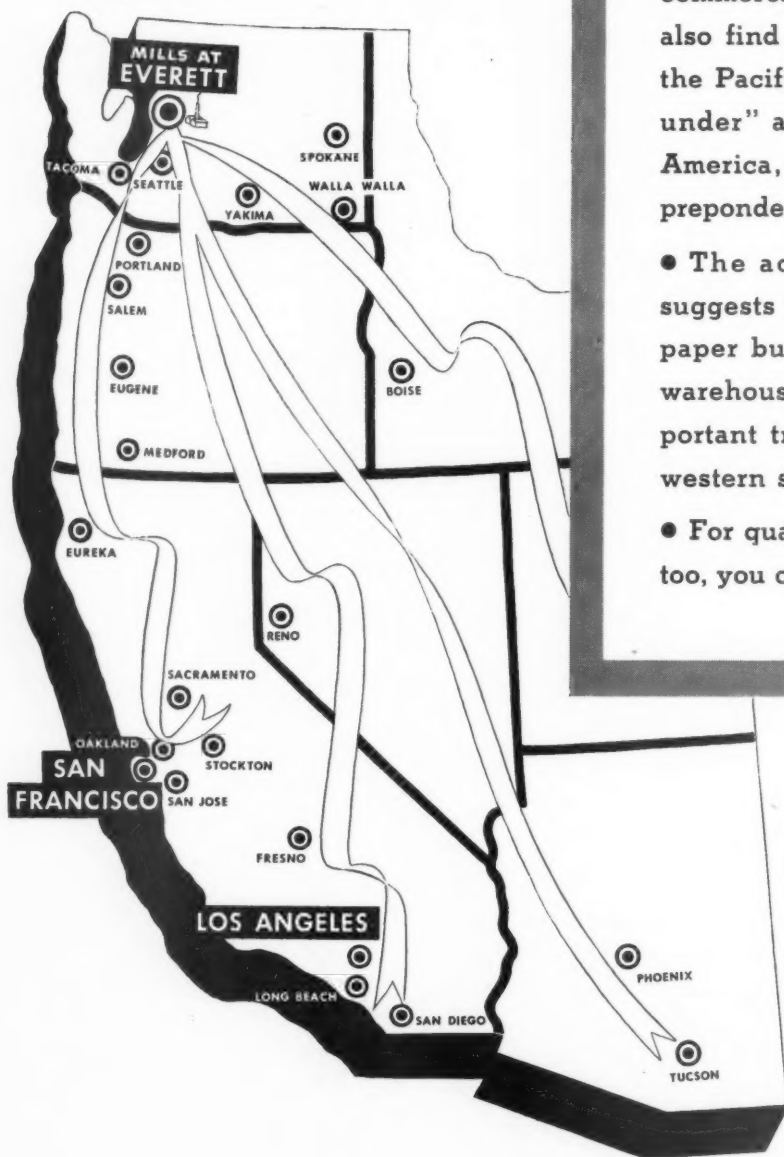 MILLS AT
EVERETT
TACOMA
SEATTLE
SPOKANE
YAKIMA
WALLA WALLA
PORTLAND
SALEM
EUGENE
BOISE
MEDFORD
EUREKA
RENO
SACRAMENTO
OAKLAND
STOCKTON
SAN
FRANCISCO
SAN JOSE
FRESNO
LOS ANGELES
LONG BEACH
SAN DIEGO
PHOENIX
TUCSON
also find
the Pacif
under" a
America,
preponde
• The ac
suggests
paper bu
warehous
portant tr
western s
• For qua
too, you c